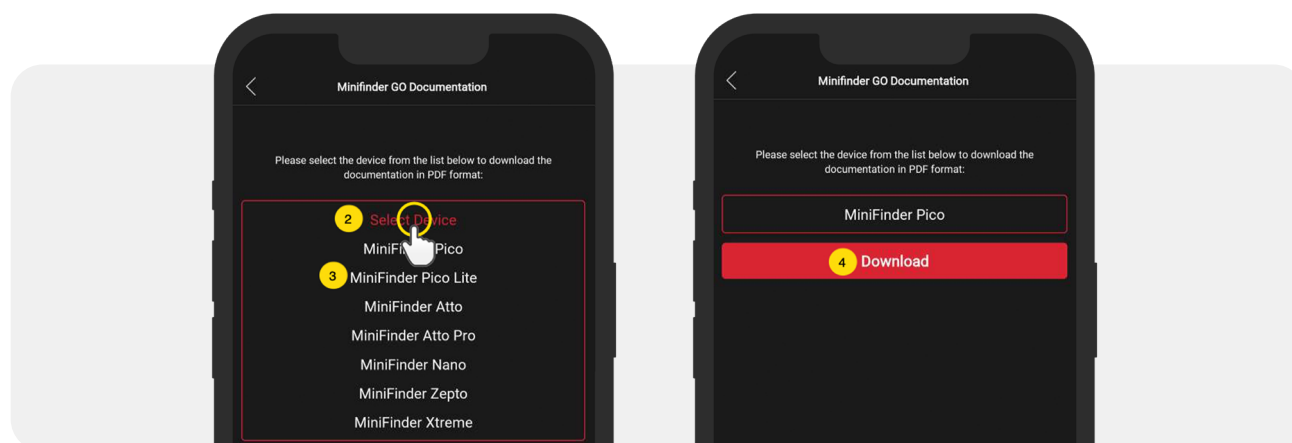 Minifinder GO Documentation
Please select the device from the list below to download the
documentation in PDF format:
2 Select Device
MiniFinder Pico
3 MiniFinder Pico Lite
MiniFinder Atto
MiniFinder Atto Pro
MiniFinder Nano
MiniFinder Zepto
MiniFinder Xtreme
Minifinder GO Documentation
Please select the device from the list below to download the
documentation in PDF format:
MiniFinder Pico
4 Download